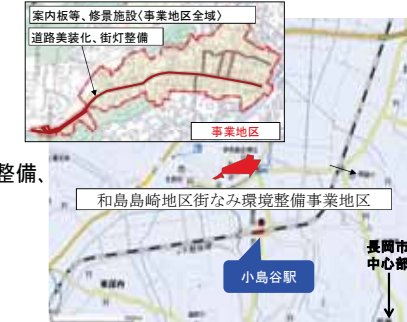 案内板等、修景施設〈事業地区全域〉
道路美装化、街灯整備
事業地区
整備、
和島島崎地区街なみ環境整備事業地区
小島谷駅
長岡市
中心部